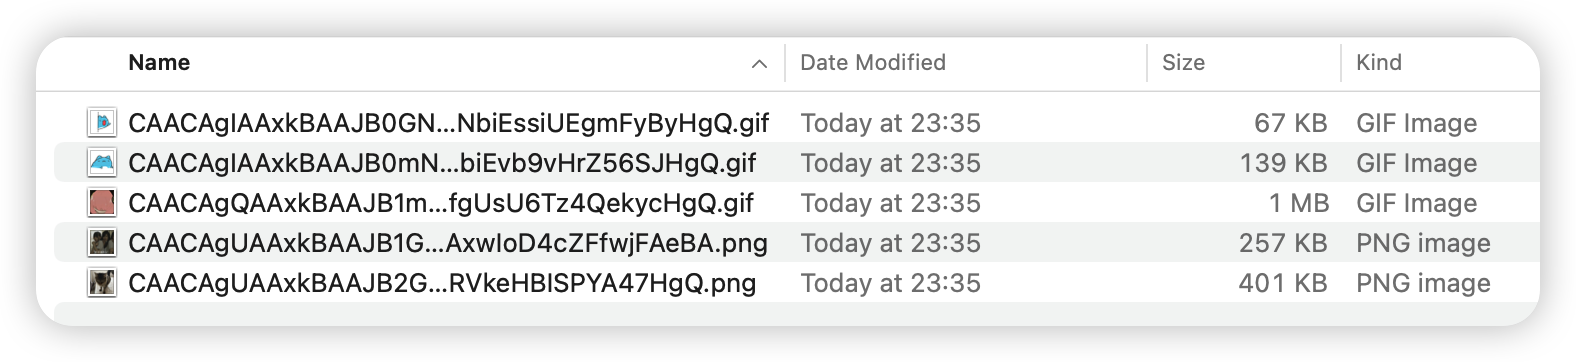 Name Date Modified Size Kind
CAACAgIAAxkBAAJB0GN...NbiEssiUEgmFyByHgQ.gif Today at 23:35 67 KB GIF Image
CAACAgIAAxkBAAJB0mN...biEvb9vHrZ56SJHgQ.gif Today at 23:35 139 KB GIF Image
CAACAgQAAxkBAAJB1m...fgUsU6Tz4QekycHgQ.gif Today at 23:35 1 MB GIF Image
CAACAgUAAxkBAAJB1G...AxwIoD4cZFfwjFAeBA.png Today at 23:35 257 KB PNG image
CAACAgUAAxkBAAJB2G...RVkeHBlSPYA47HgQ.png Today at 23:35 401 KB PNG image